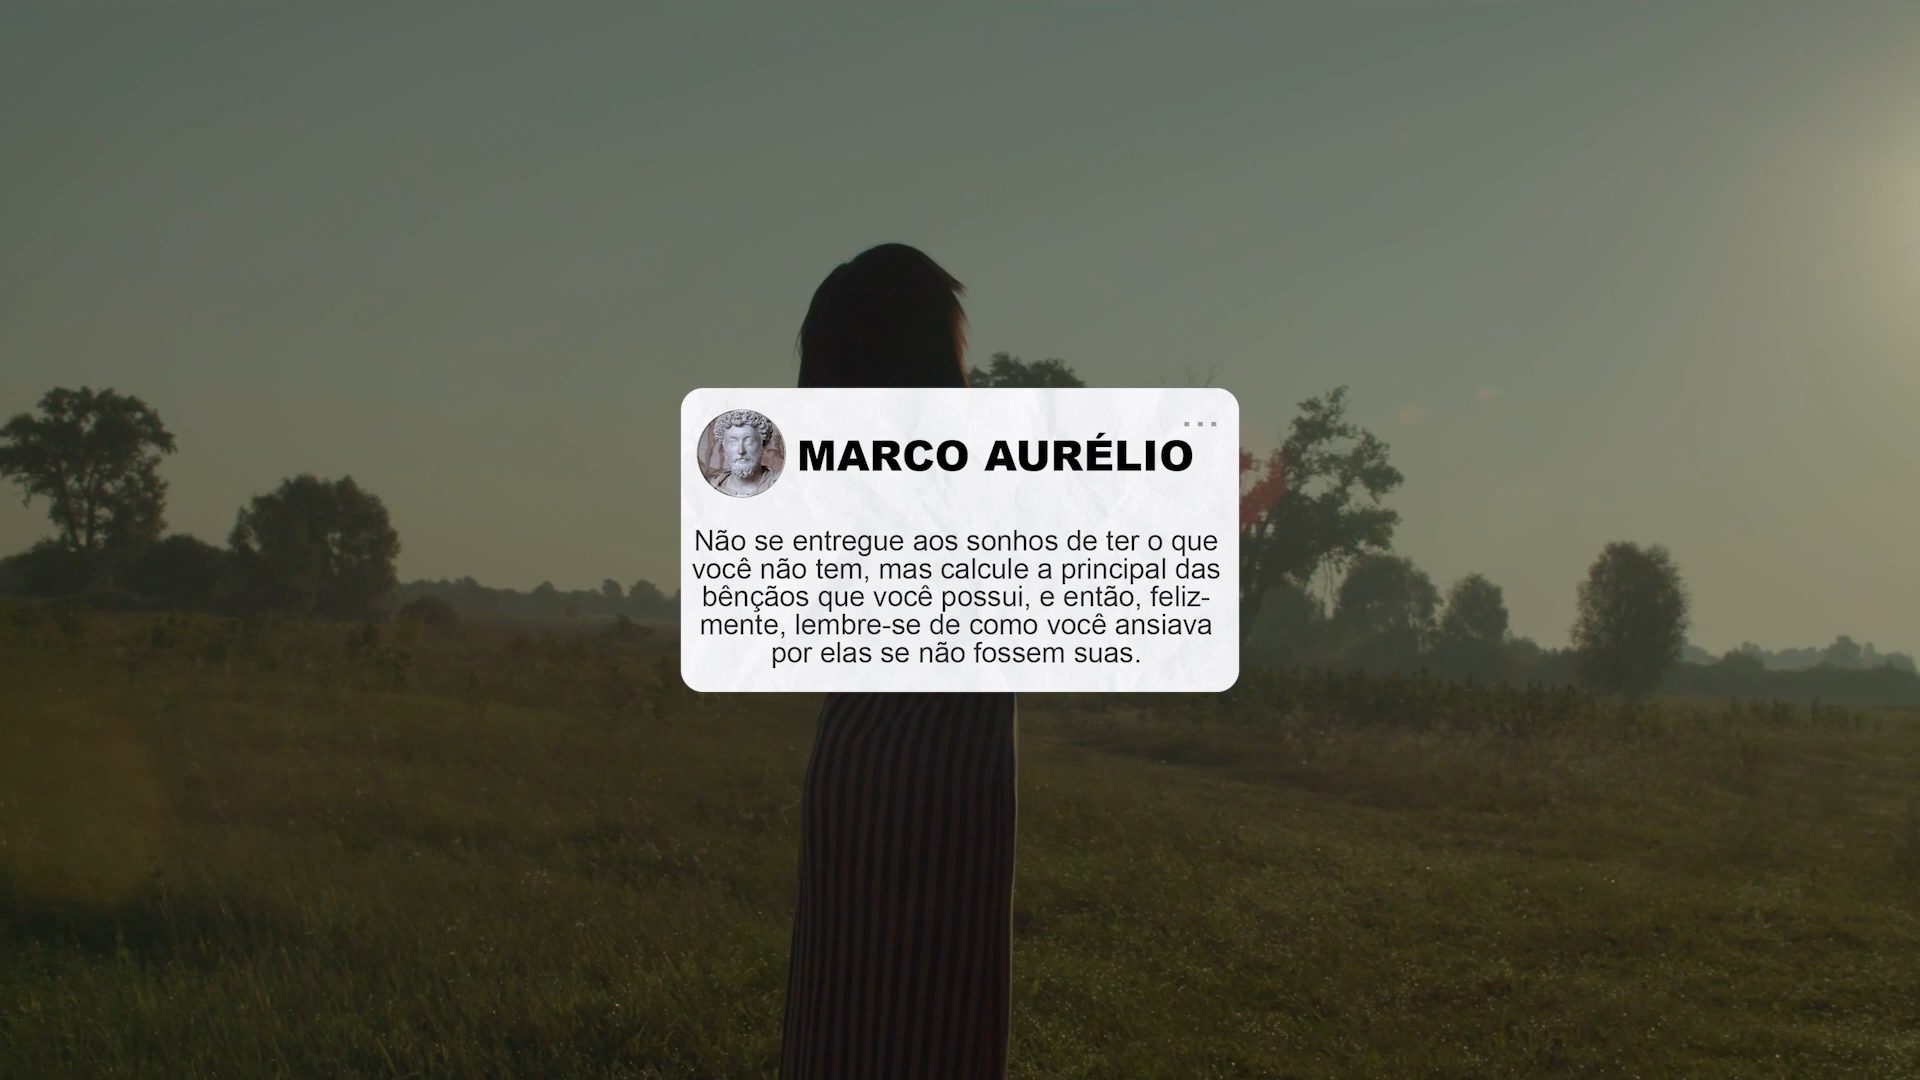 MARCO AURÉLIO
Não se entregue aos sonhos de ter o que
você não tem, mas calcule a principal das
bênçãos que você possui, e então, feliz-
mente, lembre-se de como você ansiava
por elas se não fossem suas.